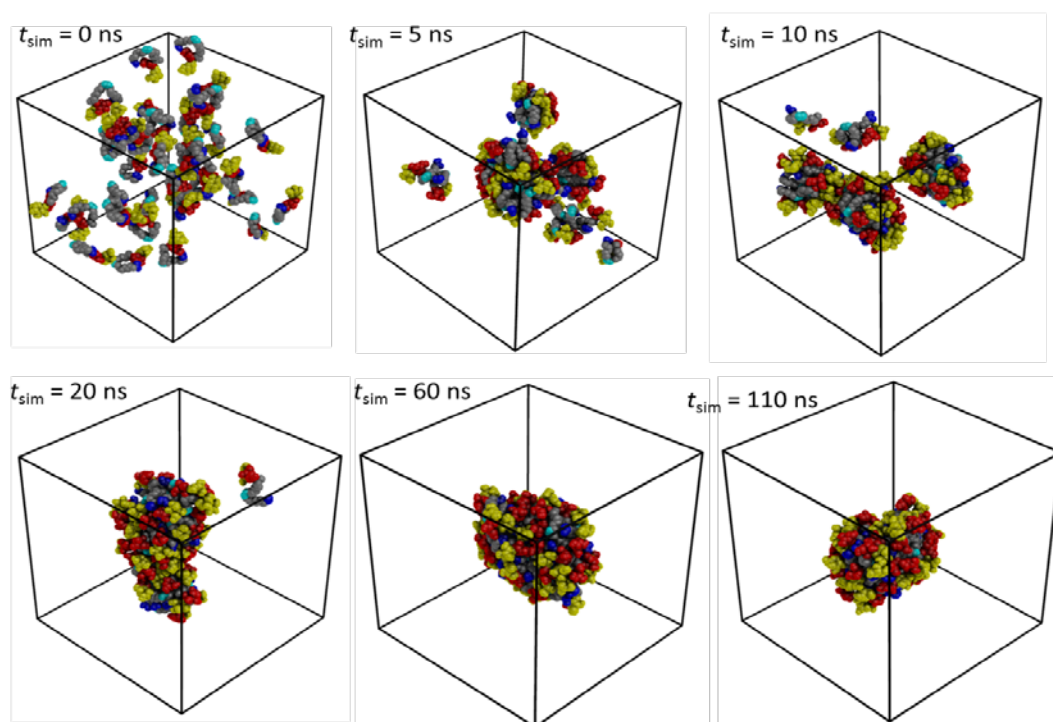 t_sim = 0 ns
t_sim = 5 ns
t_sim = 10 ns
t_sim = 20 ns
t_sim = 60 ns
t_sim = 110 ns